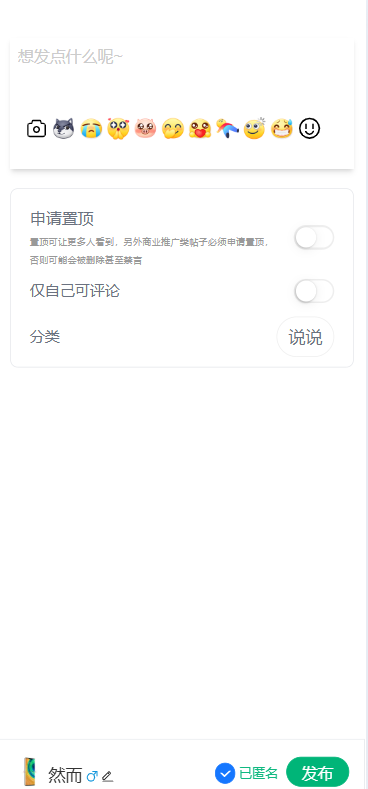 想发点什么呢~
申请置顶
置顶可让更多人看到，另外商业推广类帖子必须申请置顶，
否则可能会被删除甚至禁言
仅自己可评论
分类
说说
然而
已匿名
发布